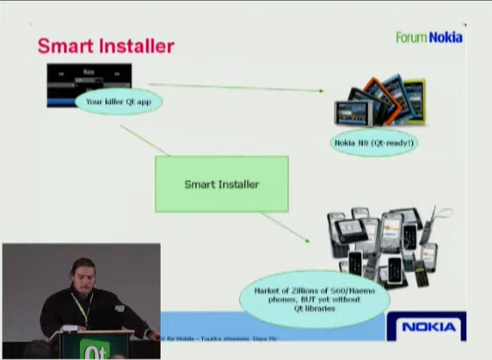 Smart Installer
Forum Nokia
Your killer Qt app
Nokia N8 (Qt-ready!)
Smart Installer
Market of Zillions of S60/Maemo
phones, BUT yet without
Qt libraries
Qt
NOKIA